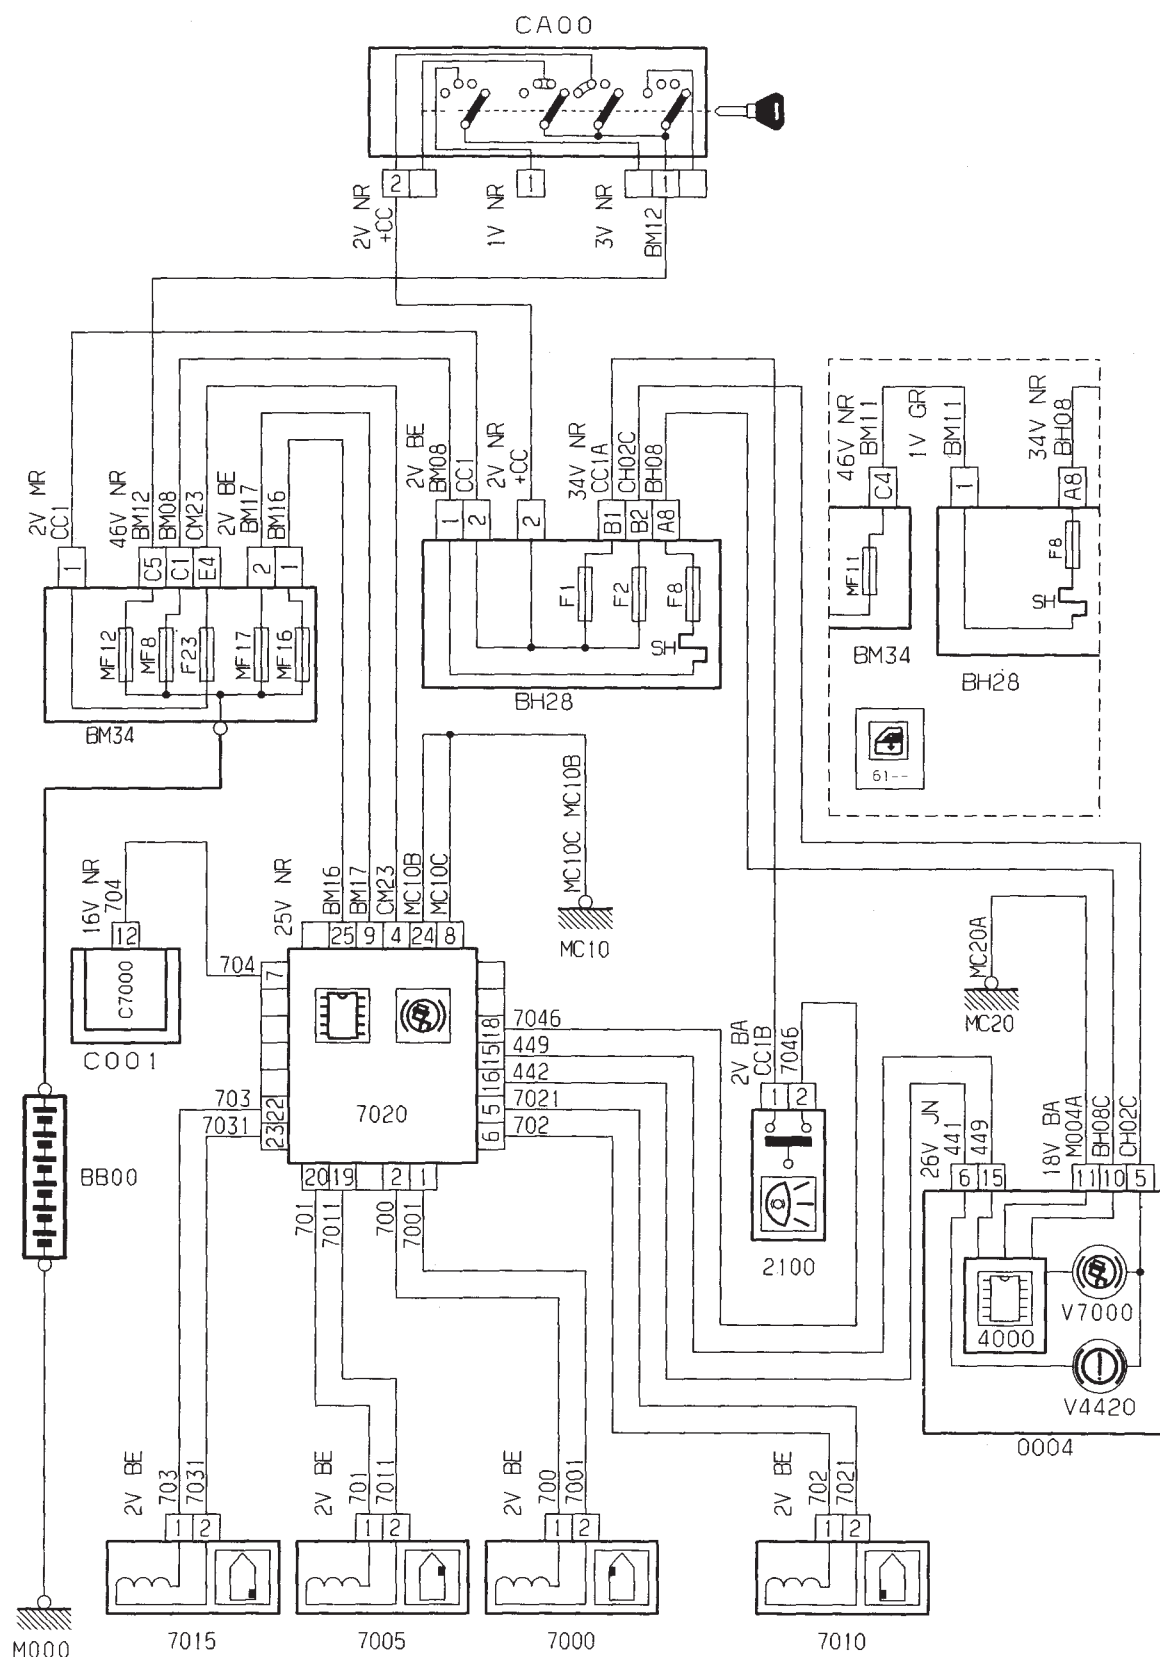 CA00
2
1
1
2V NR
+CC
1V NR
3V NR
BM12
2V MR
CC1
46V NR
BM12
BM08
CM23
2V BE
BM17
BM16
2V BE
BM08
CC1
2V NR
+CC
34V NR
CC1A
CH02C
BH08
46V NR
BM11
1V GR
BM11
34V NR
BH08
1
C5
C1
E4
2
1
1
2
2
B1
B2
A8
C4
1
A8
MF12
MF8
F23
MF17
MF16
F1
F2
F8
SH
MF11
F8
SH
BM34
BH28
BM34
BH28
61--
16V NR
704
25V NR
BM16
BM17
CM23
MC10B
MC10C
MC10C MC10B
MC10
12
25
9
4
24
8
C7000
C001
704
7
7020
703
22
7031
23
18
7046
15
449
16
442
5
7021
6
702
20
19
2
1
701
7011
700
7001
MC20A
MC20
2V BA
CC1B
7046
1
2
2100
26V JN
441
449
18V BA
M004A
BH08C
CH02C
6
15
11
10
5
4000
V7000
V4420
0004
BB00
M000
2V BE
703
7031
2V BE
701
7011
2V BE
700
7001
2V BE
702
7021
1
2
1
2
1
2
1
2
7015
7005
7000
7010